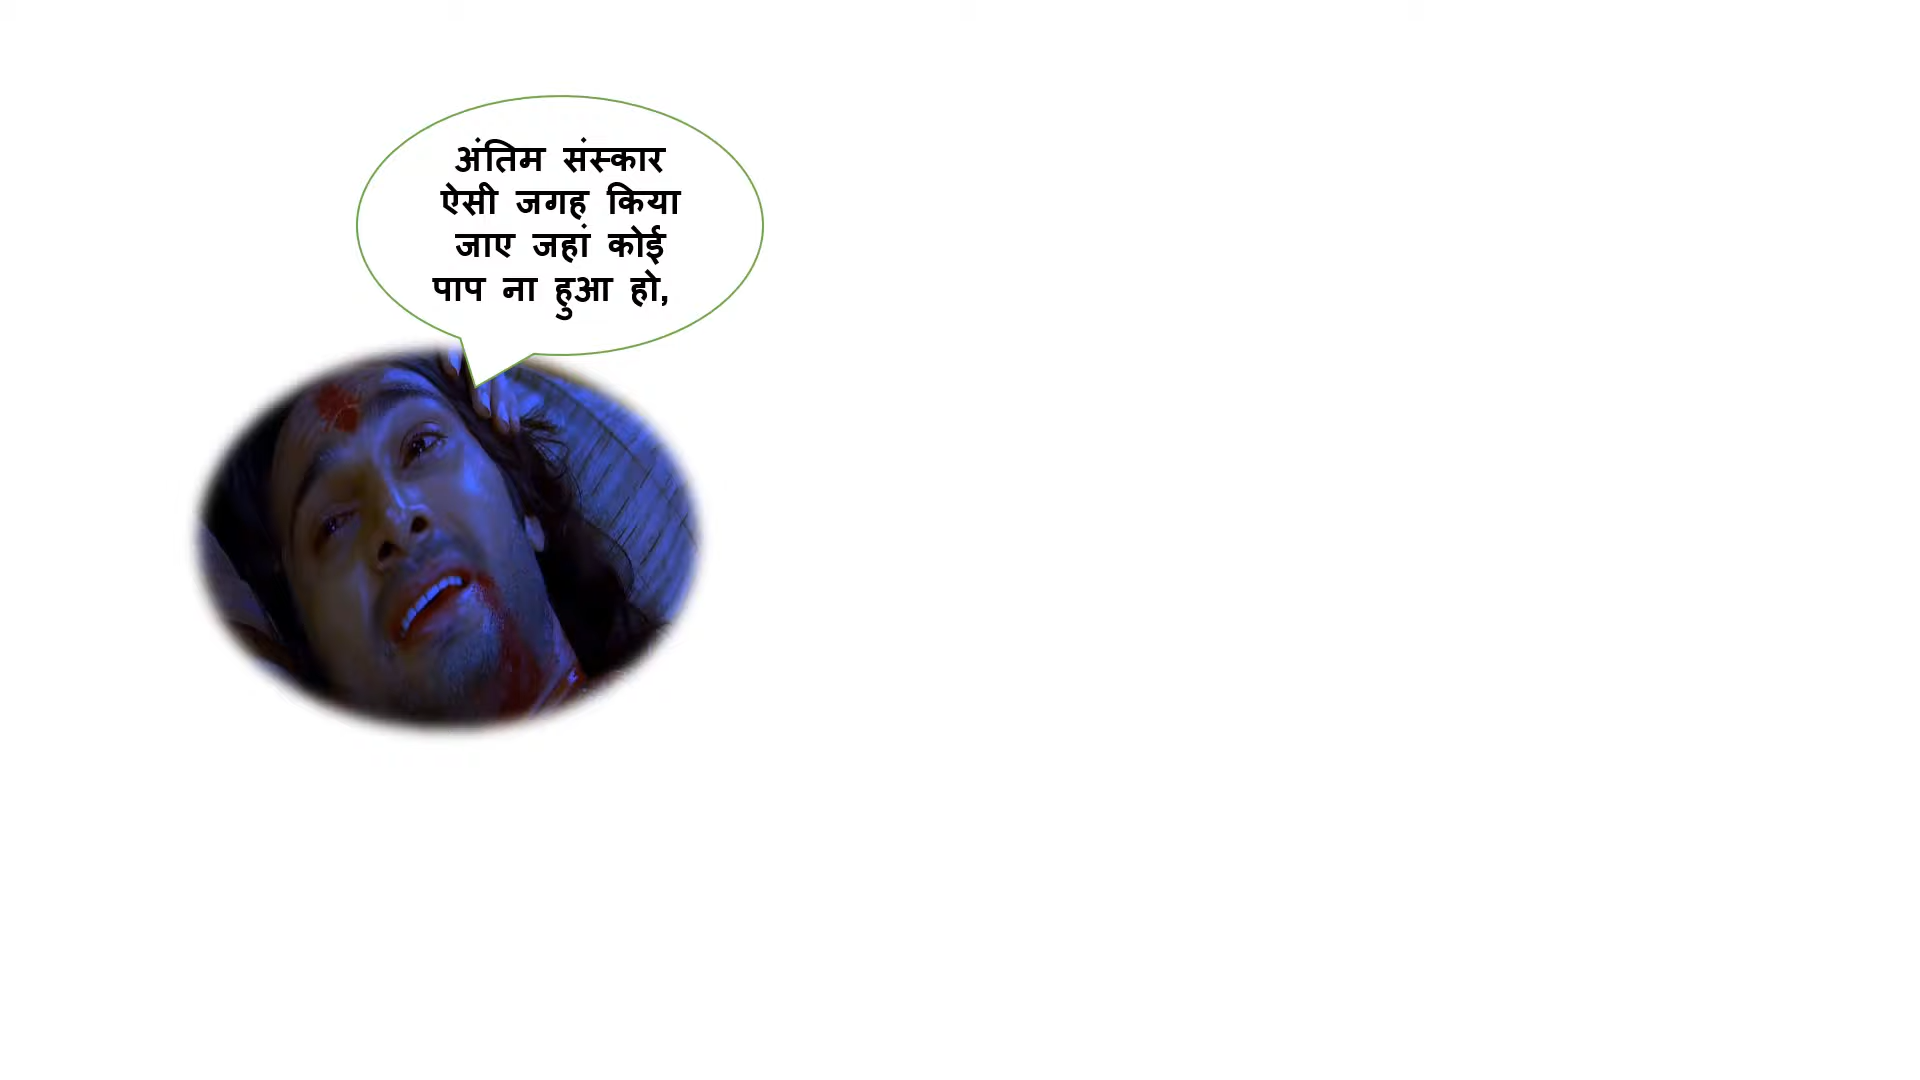 अंतिम संस्कार
ऐसी जगह किया
जाए जहां कोई
पाप ना हुआ हो,